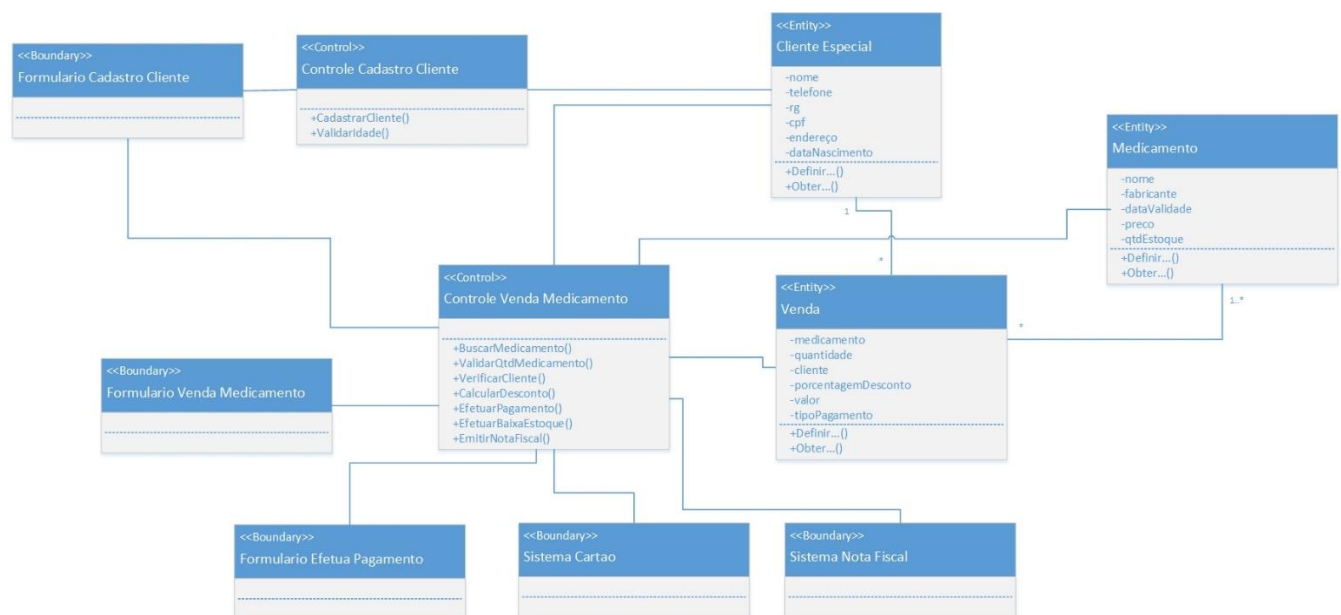 <<Boundary>>
Formulario Cadastro Cliente
<<Control>>
Controle Cadastro Cliente
+CadastrarCliente()
+ValidarIdade()
<<Entity>>
Cliente Especial
-nome
-telefone
-rg
-cpf
-endereço
-dataNascimento
+Definir...()
+Obter...()
1
*
<<Entity>>
Medicamento
-nome
-fabricante
-dataValidade
-preco
-qtdEstoque
+Definir...()
+Obter...()
1..*
*
<<Control>>
Controle Venda Medicamento
+BuscarMedicamento()
+ValidarQtdMedicamento()
+VerificarCliente()
+CalcularDesconto()
+EfetuarPagamento()
+EfetuarBaixaEstoque()
+EmitirNotaFiscal()
<<Entity>>
Venda
-medicamento
-quantidade
-cliente
-porcentagemDesconto
-valor
-tipoPagamento
+Definir...()
+Obter...()
<<Boundary>>
Formulario Venda Medicamento
<<Boundary>>
Formulario Efetua Pagamento
<<Boundary>>
Sistema Cartao
<<Boundary>>
Sistema Nota Fiscal